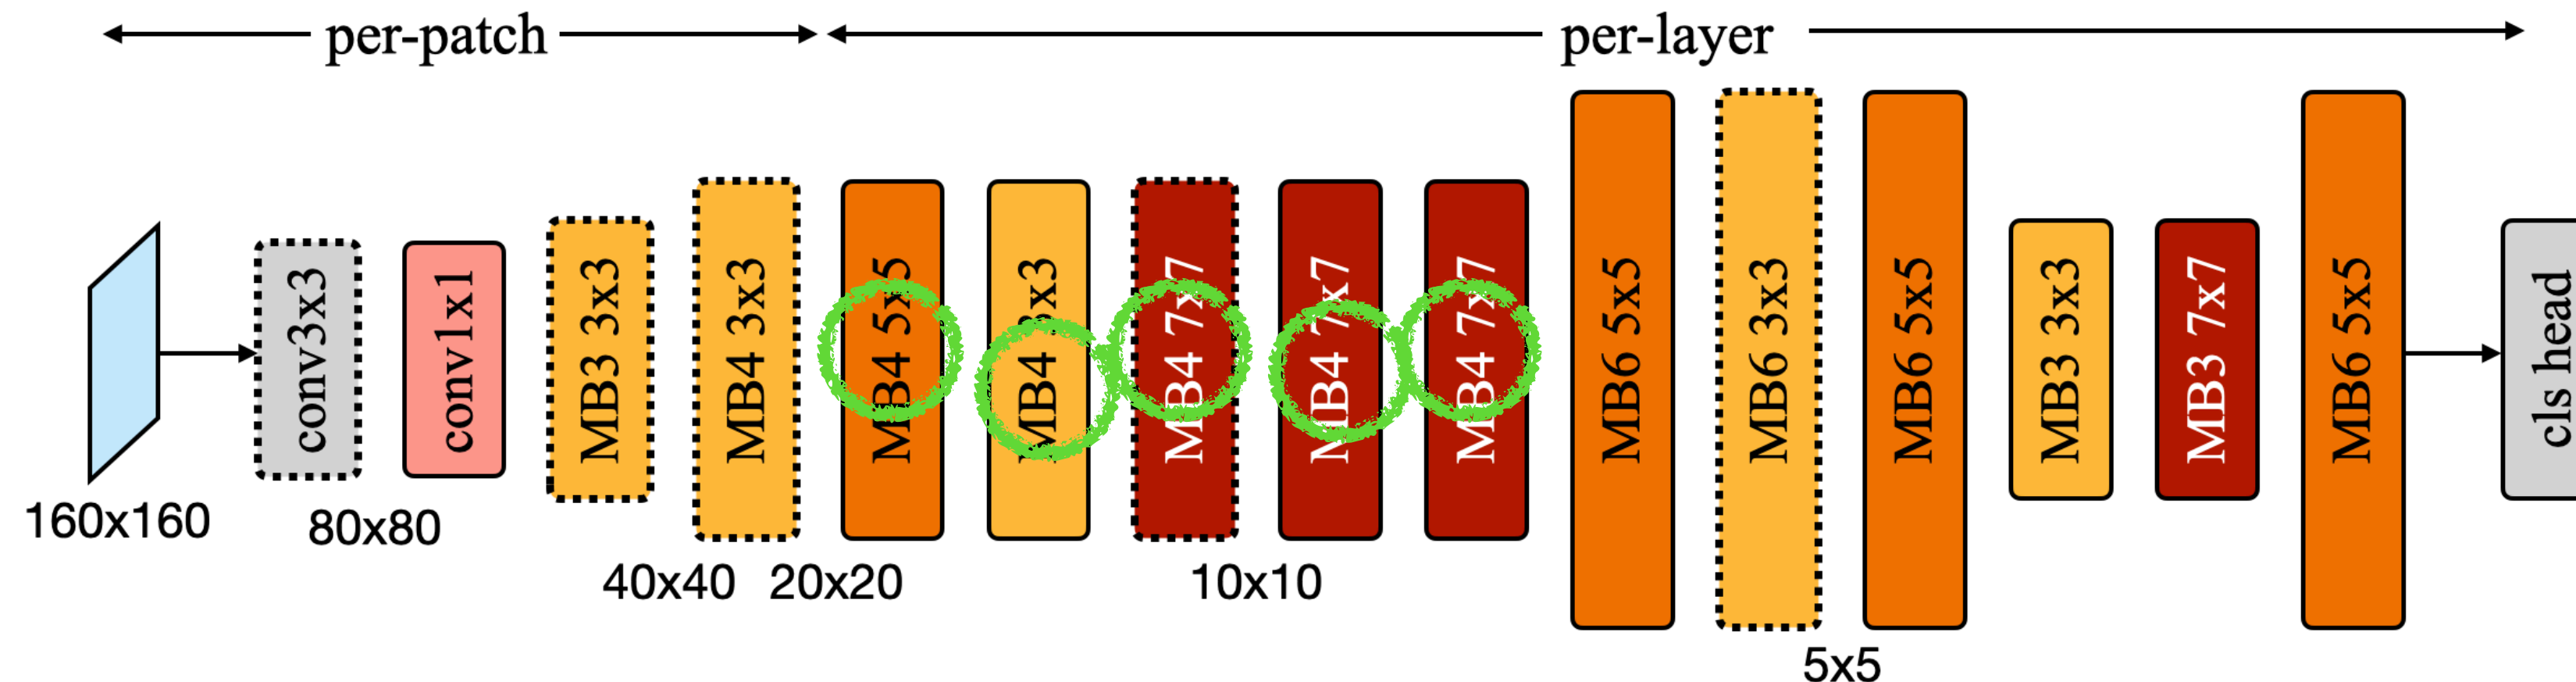 per-patch
per-layer
conv3x3
conv1x1
MB3 3x3
MB4 3x3
MB4 5x5
MB4 3x3
MB4 7x7
MB4 7x7
MB4 7x7
MB6 5x5
MB6 3x3
MB6 5x5
MB3 3x3
MB3 7x7
MB6 5x5
cls head
160x160
80x80
40x40
20x20
10x10
5x5